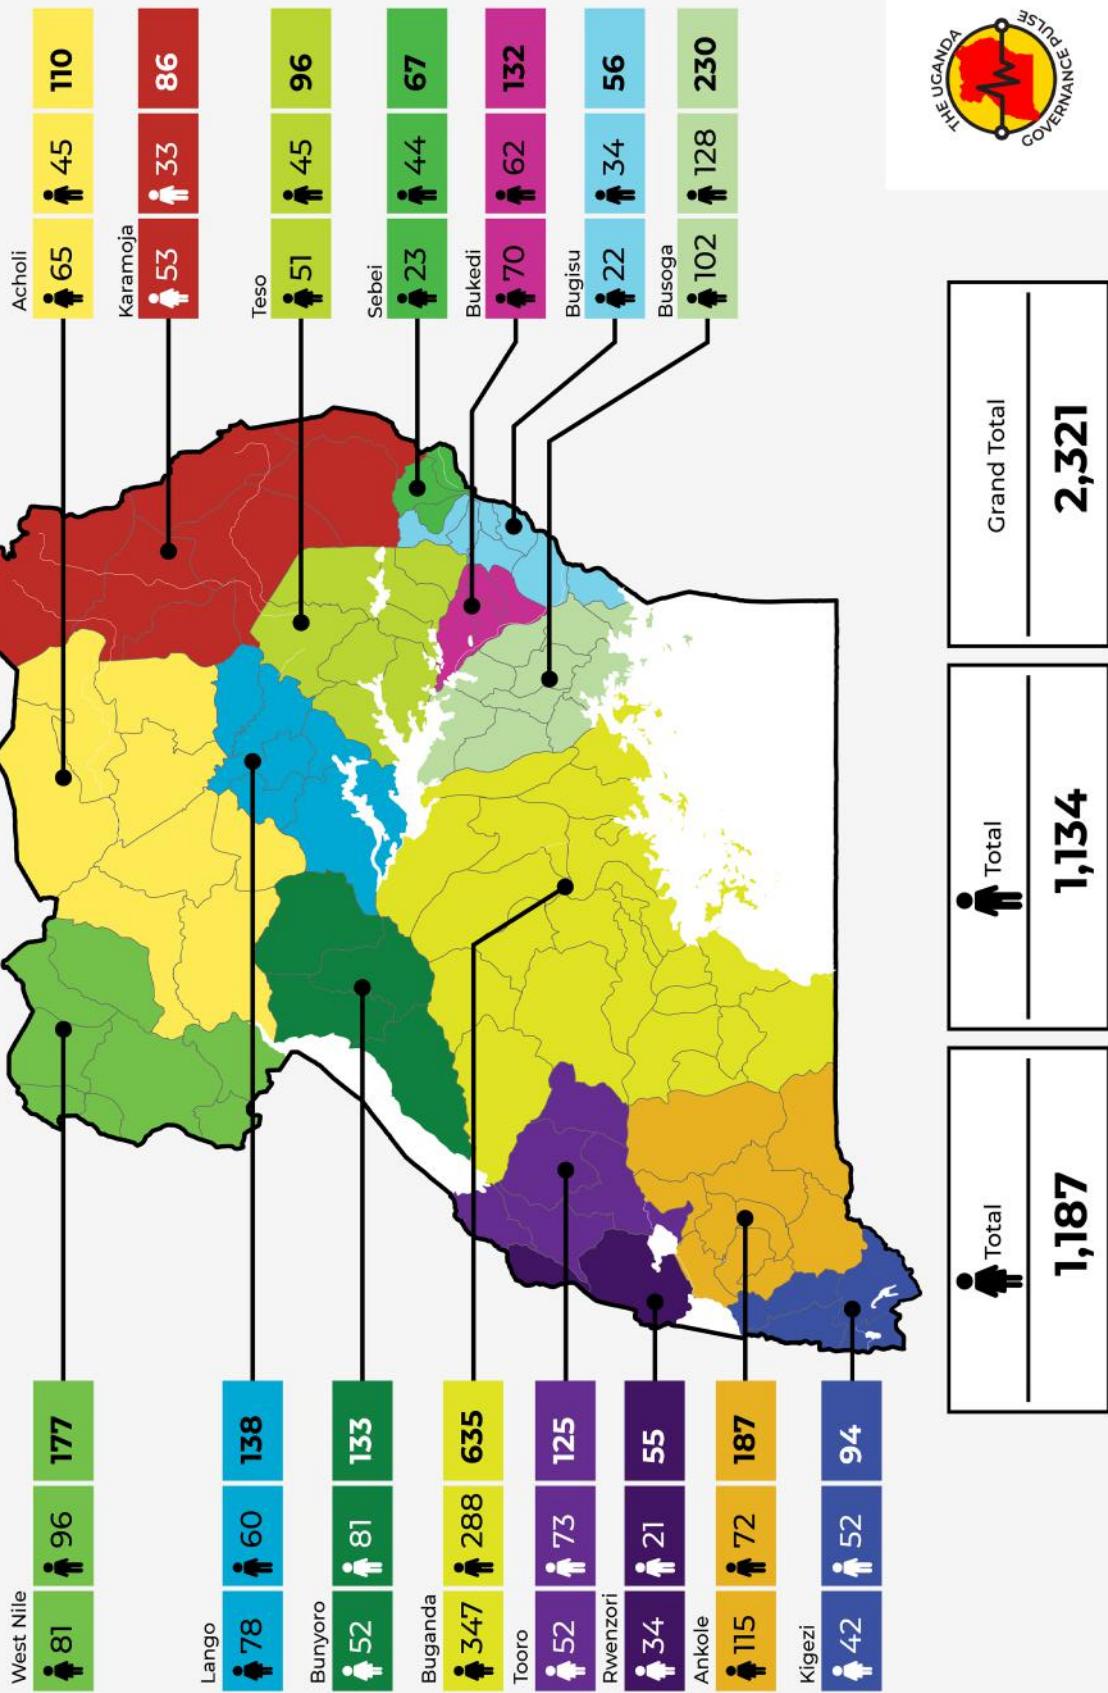 West Nile
81 96 177
Lango
78 60 138
Bunyoro
52 81 133
Buganda
347 288 635
Tooro
52 73 125
Rwenzori
34 21 55
Ankole
115 72 187
Kigezi
42 52 94
Acholi
65 45 110
Karamoja
53 33 86
Teso
51 45 96
Sebei
23 44 67
Bukedi
70 62 132
Bugisu
22 34 56
Busoga
102 128 230
Total
1,187
Total
1,134
Grand Total
2,321
THE UGANDA
GOVERNANCE PULSE